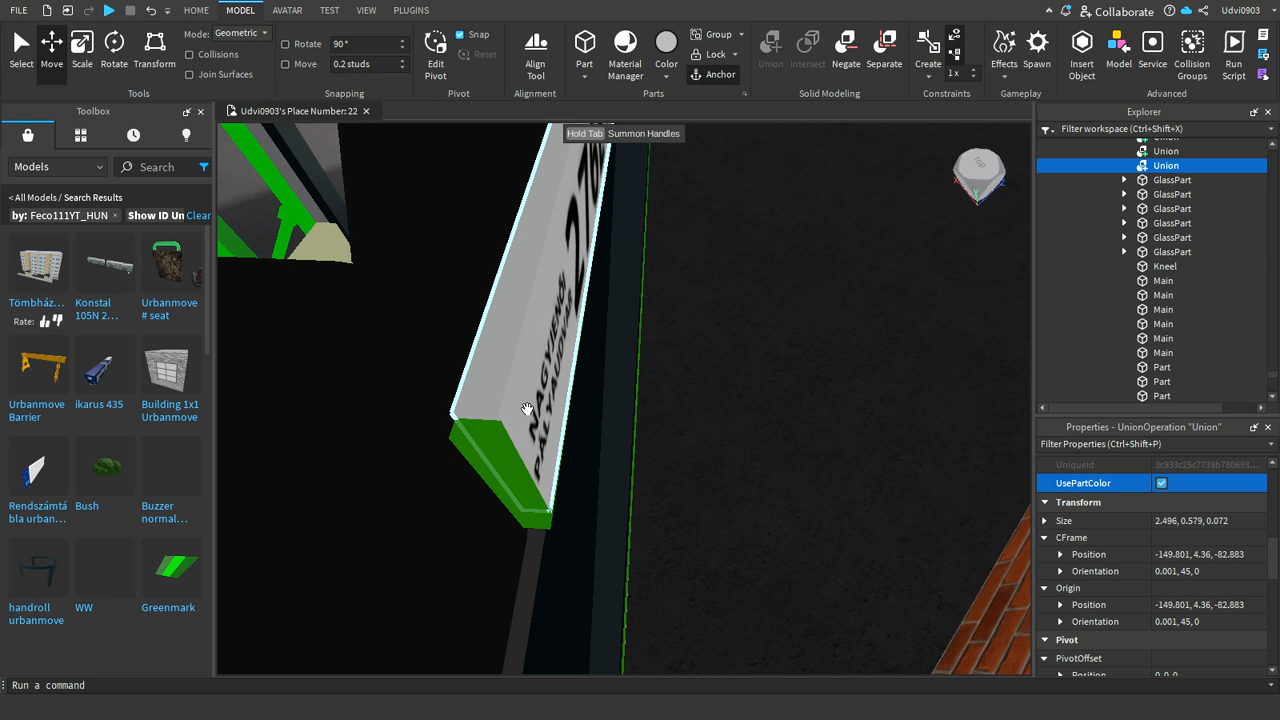 FILE
HOME
MODEL
AVATAR
TEST
VIEW
PLUGINS
Collaborate
Udvi0903
Select
Move
Scale
Rotate
Transform
Mode:
Geometric
Collisions
Join Surfaces
Tools
Rotate
90°
Move
0.2 studs
Snapping
Edit
Pivot
Snap
Reset
Pivot
Align
Tool
Alignment
Part
Material
Manager
Color
Group
Lock
Anchor
Parts
Union
Intersect
Negate
Separate
Solid Modeling
Create
1 x
Constraints
Effects
Spawn
Gameplay
Insert
Object
Model
Service
Collision
Groups
Run
Script
Advanced
Toolbox
Models
Search
< All Models / Search Results
by: Feco111YT_HUN
Show ID Un
Clear
Tömbház...
Rate:
Konstal
105N 2...
Urbanmove
# seat
Urbanmove
Barrier
ikarus 435
Building 1x1
Urbanmove
Rendszámtá
bla urban...
Bush
Buzzer
normal...
handroll
urbanmove
WW
Greenmark
Udvi0903's Place Number: 22
Hold Tab
Summon Handles
NAGYJENŐ
PÁLYAUDVAR
TOP
X
Z
Y
Explorer
Filter workspace (Ctrl+Shift+X)
Union
Union
Union
GlassPart
GlassPart
GlassPart
GlassPart
GlassPart
GlassPart
Kneel
Main
Main
Main
Main
Main
Main
Part
Part
Part
Properties - UnionOperation "Union"
Filter Properties (Ctrl+Shift+P)
UniqueId
3c933c25c7739b780693...
UsePartColor
Transform
Size
2.496, 0.579, 0.072
CFrame
Position
-149.801, 4.36, -82.883
Orientation
0.001, 45, 0
Origin
Position
-149.801, 4.36, -82.883
Orientation
0.001, 45, 0
Pivot
PivotOffset
Position
0, 0, 0
Run a command